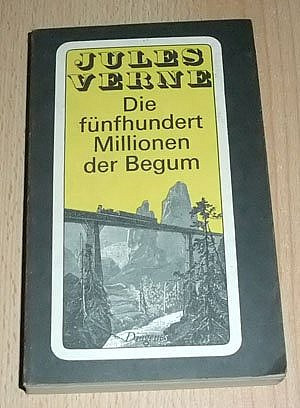 JULES
VERNE
Die
fünfhundert
Millionen
der Begum
Diogenes